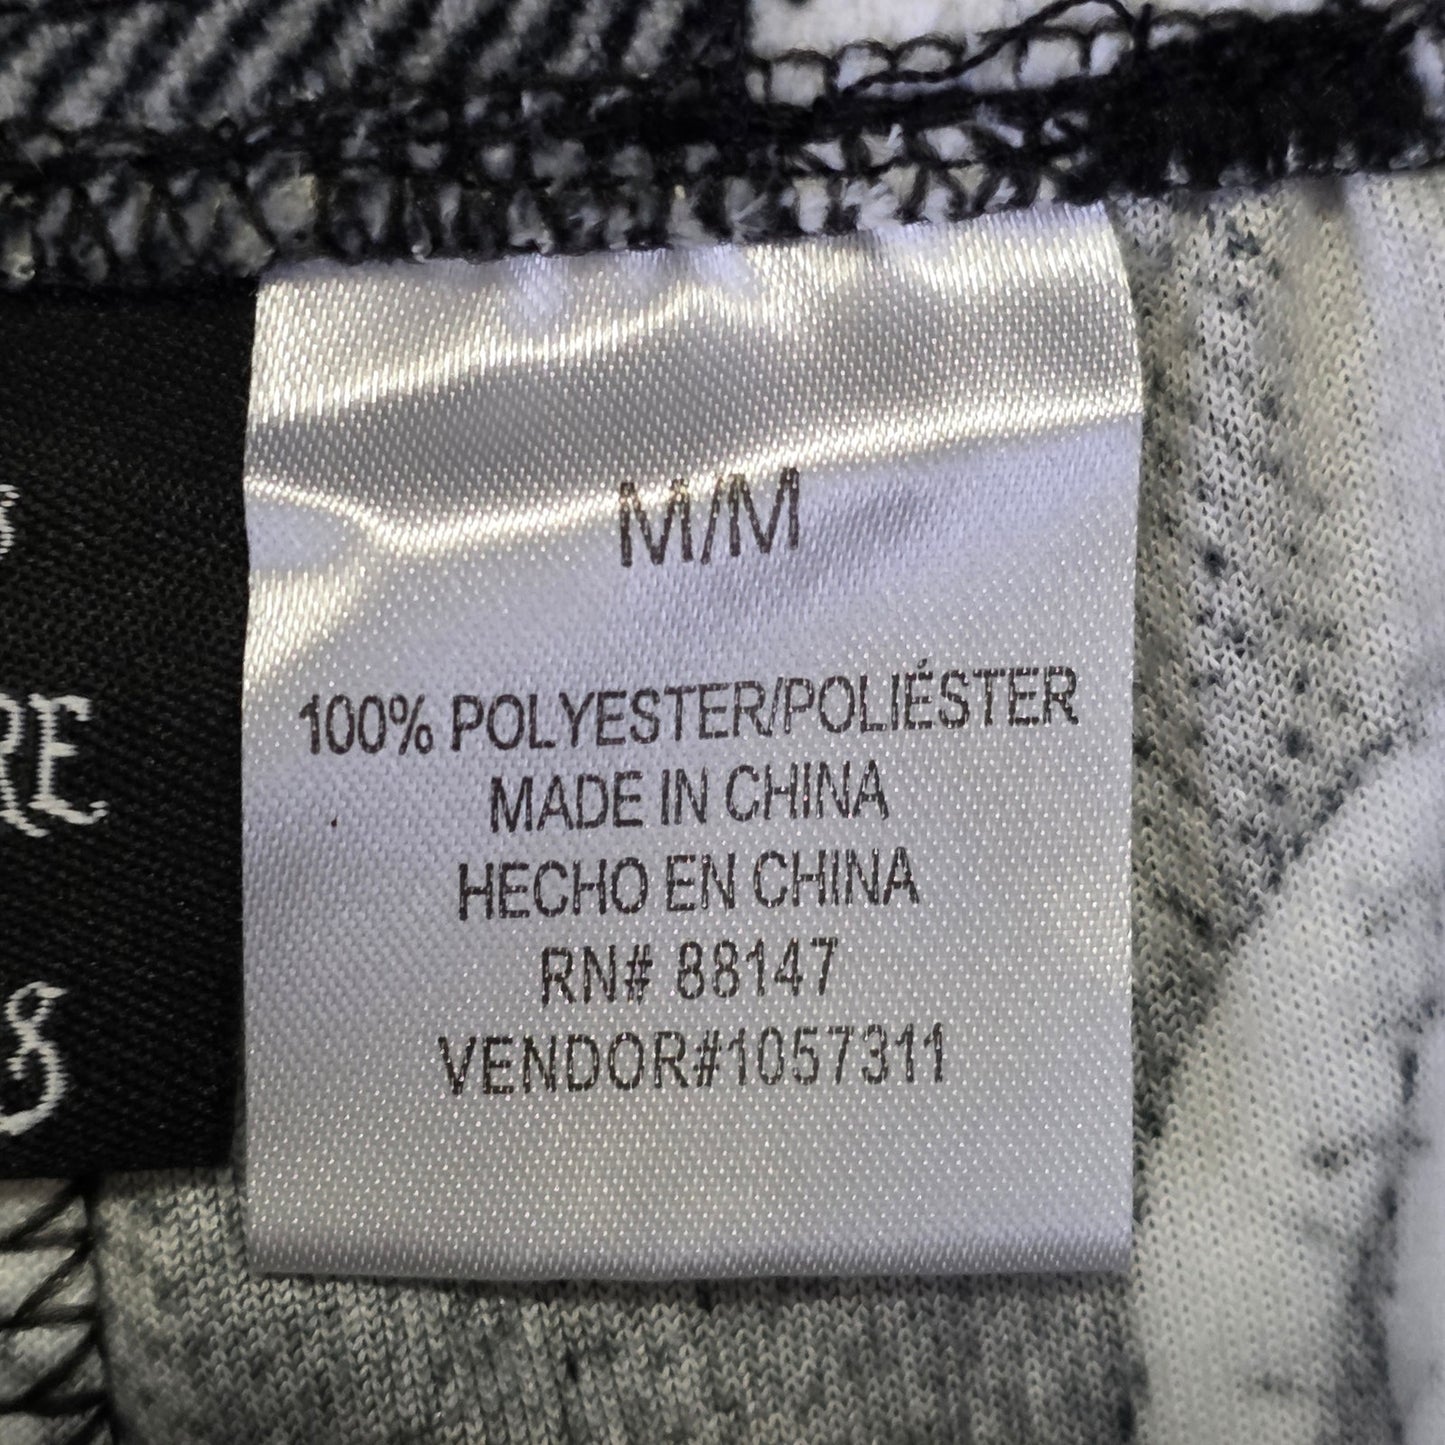 M/M
100% POLYESTER/POLIÉSTER
MADE IN CHINA
HECHO EN CHINA
RN# 88147
VENDOR#1057311